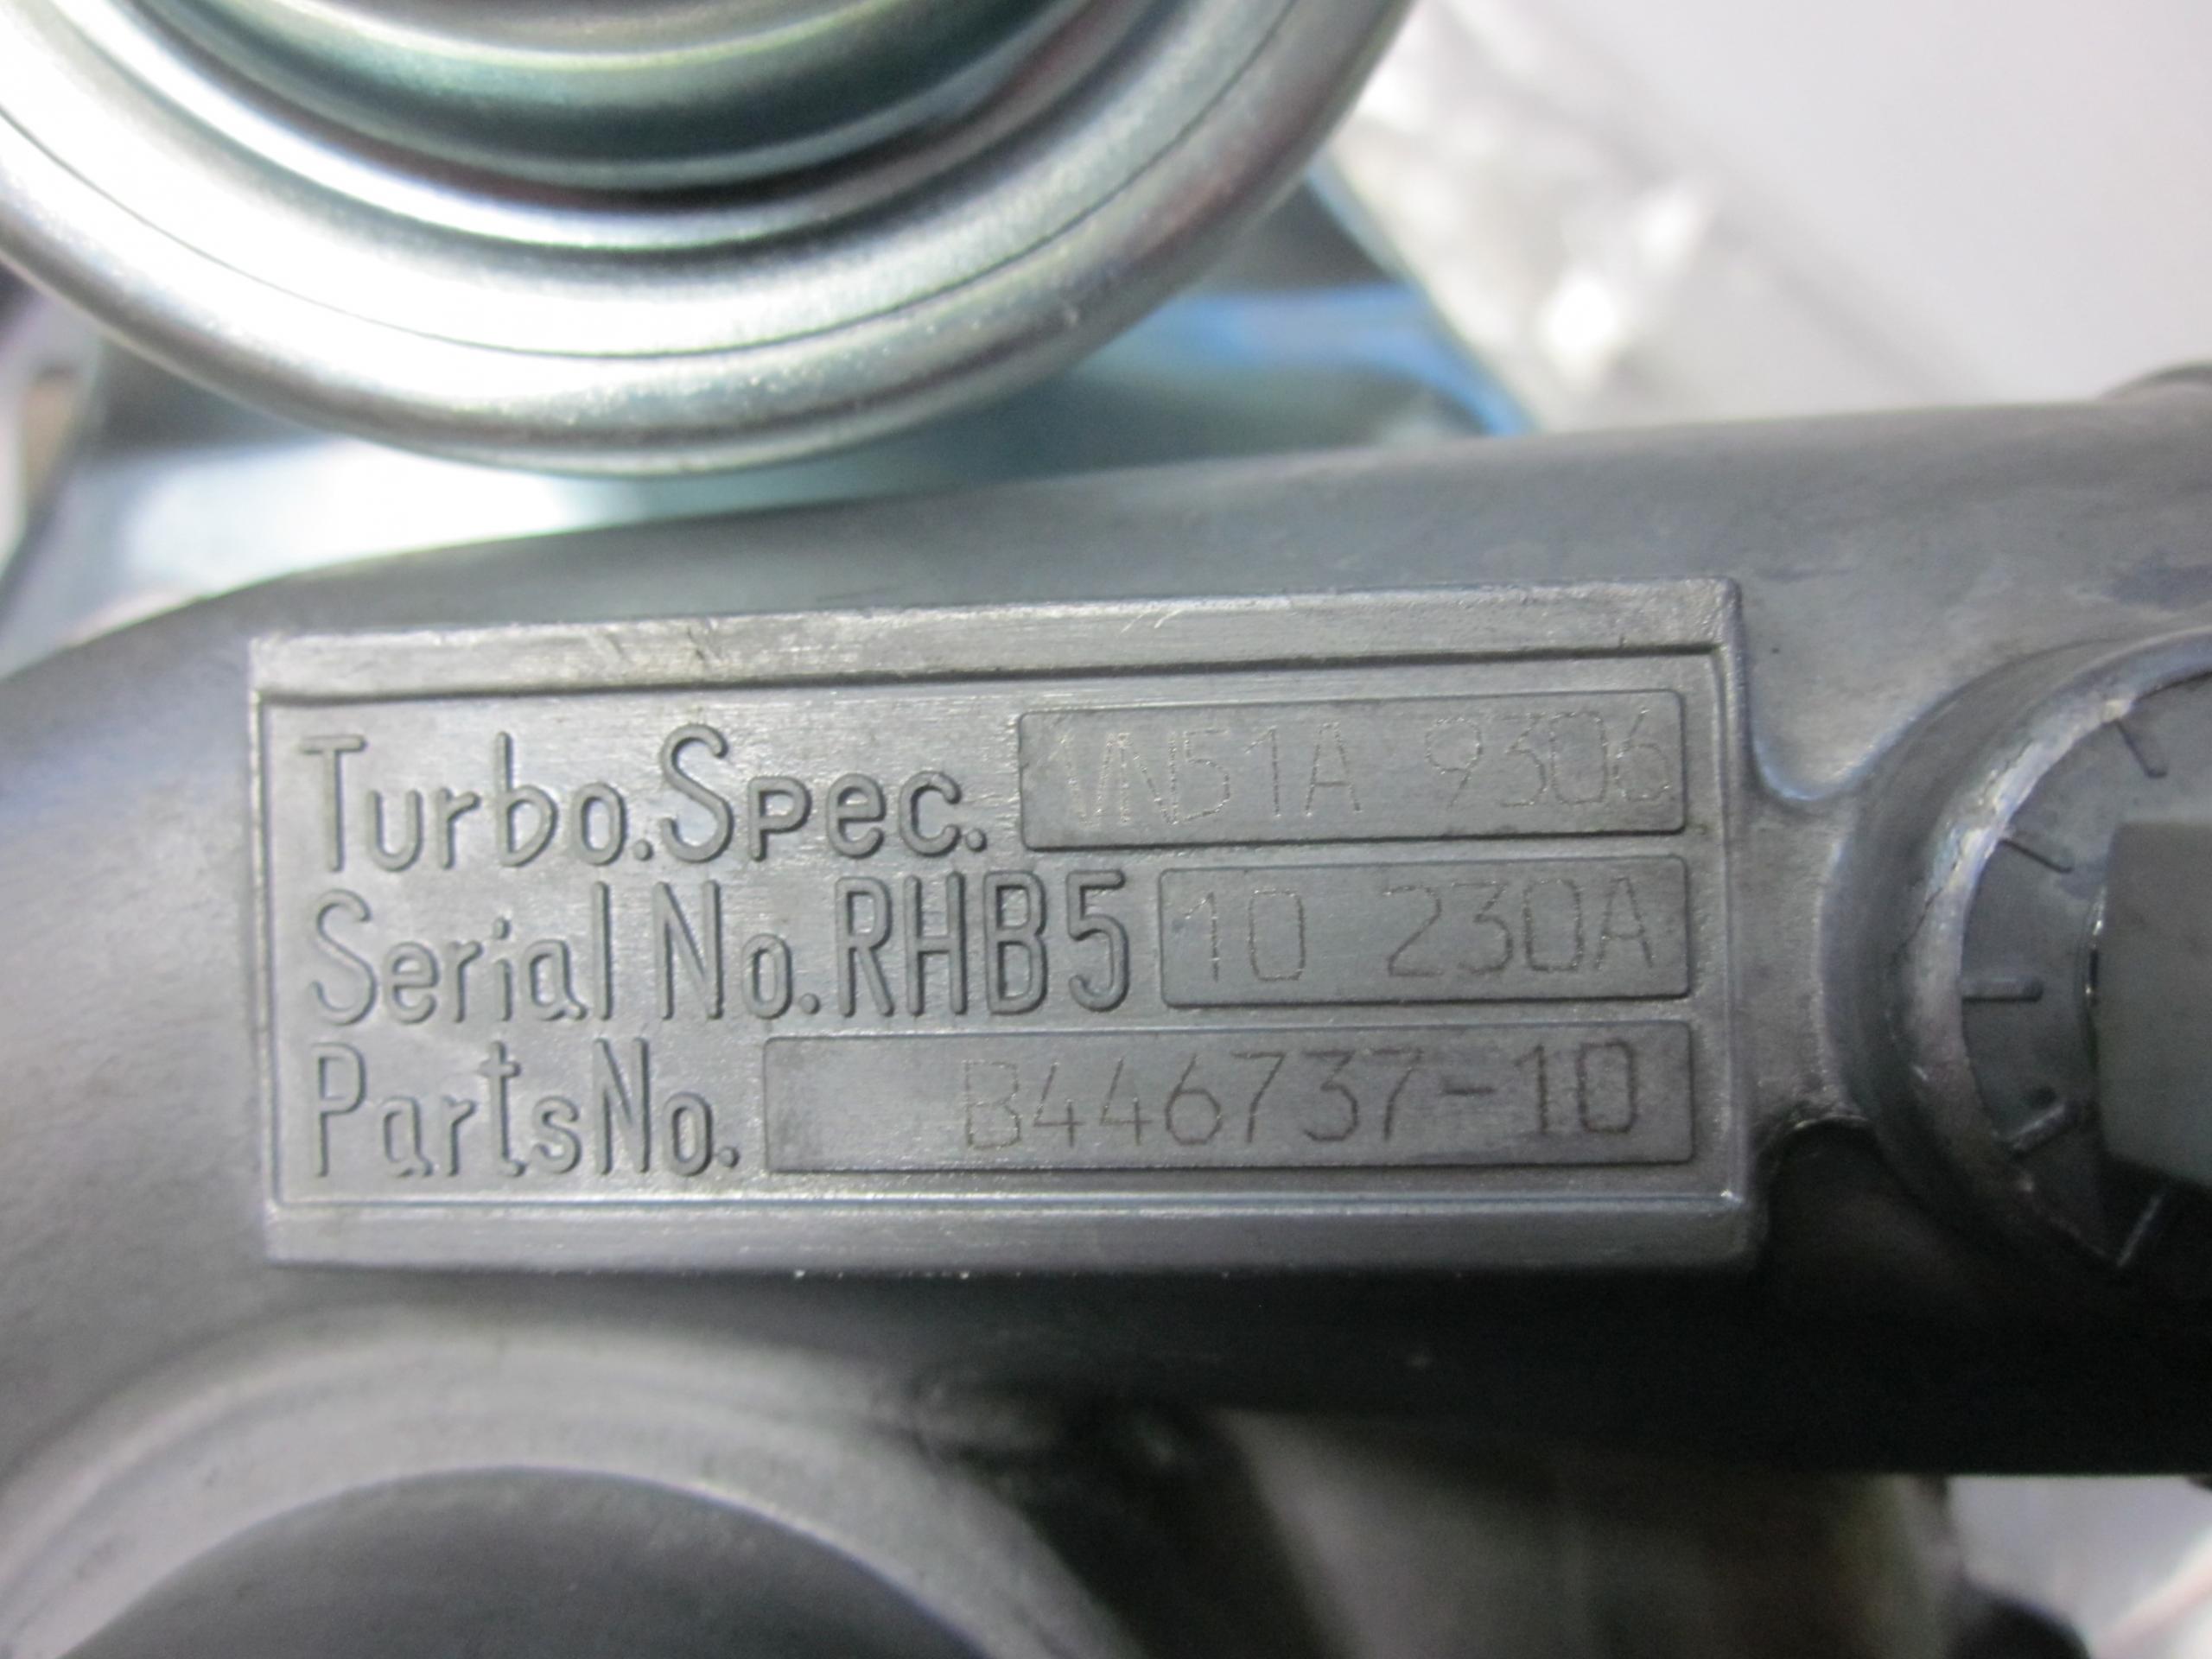 Turbo.Spec. VN51A 9306
Serial No.RHB5 10 230A
PartsNo. B446737-10